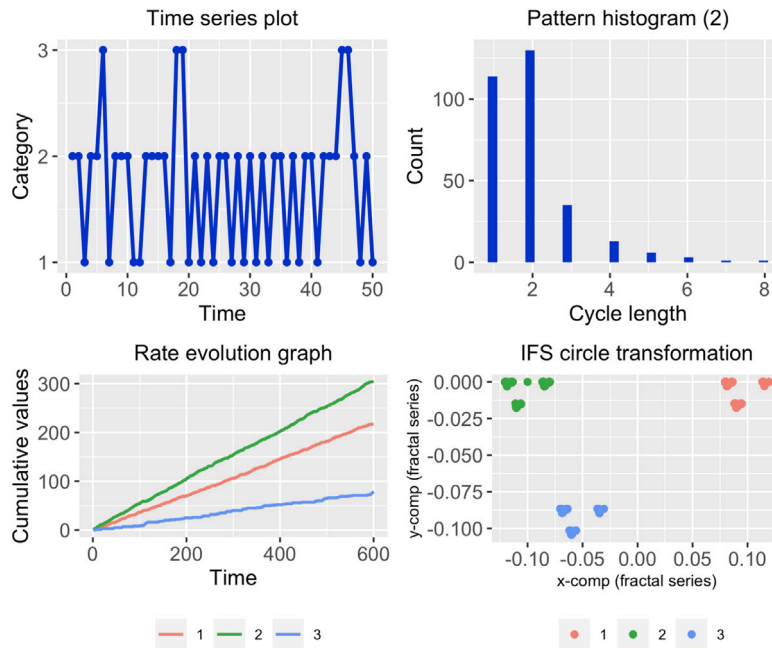 Time series plot
Category
3
2
1
0 10 20 30 40 50
Time
Pattern histogram (2)
Count
100
50
0
2 4 6 8
Cycle length
Rate evolution graph
Cumulative values
300
200
100
0
0 200 400 600
Time
1 2 3
IFS circle transformation
y-comp (fractal series)
0.000
-0.025
-0.050
-0.075
-0.100
-0.10 -0.05 0.00 0.05 0.10
x-comp (fractal series)
1 2 3